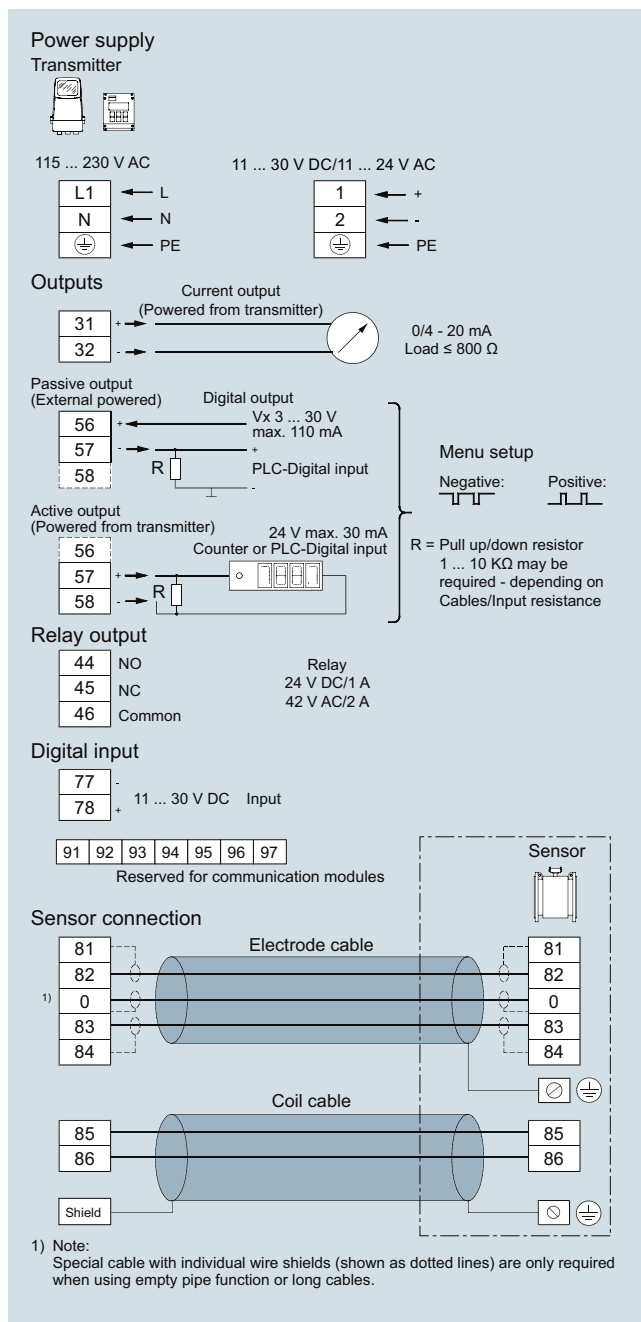 Power supply
Transmitter
115 ... 230 V AC
L1 L
N N
PE
11 ... 30 V DC/11 ... 24 V AC
1 +
2 -
PE
Outputs
Current output
(Powered from transmitter)
31 +
32 -
0/4 - 20 mA
Load ≤ 800 Ω
Passive output
(External powered)
Digital output
56 +
57 -
58
Vx 3 ... 30 V
max. 110 mA
+
R
PLC-Digital input
-
Menu setup
Negative: Positive:
R = Pull up/down resistor
1 ... 10 KΩ may be
required - depending on
Cables/Input resistance
Active output
(Powered from transmitter)
24 V max. 30 mA
Counter or PLC-Digital input
56
57 +
58 -
R
Relay output
44 NO
45 NC
46 Common
Relay
24 V DC/1 A
42 V AC/2 A
Digital input
77 -
78 +
11 ... 30 V DC Input
91 92 93 94 95 96 97
Reserved for communication modules
Sensor
Sensor connection
Electrode cable
81 81
82 82
1) 0 0
83 83
84 84
Coil cable
85 85
86 86
Shield
1) Note:
Special cable with individual wire shields (shown as dotted lines) are only required
when using empty pipe function or long cables.